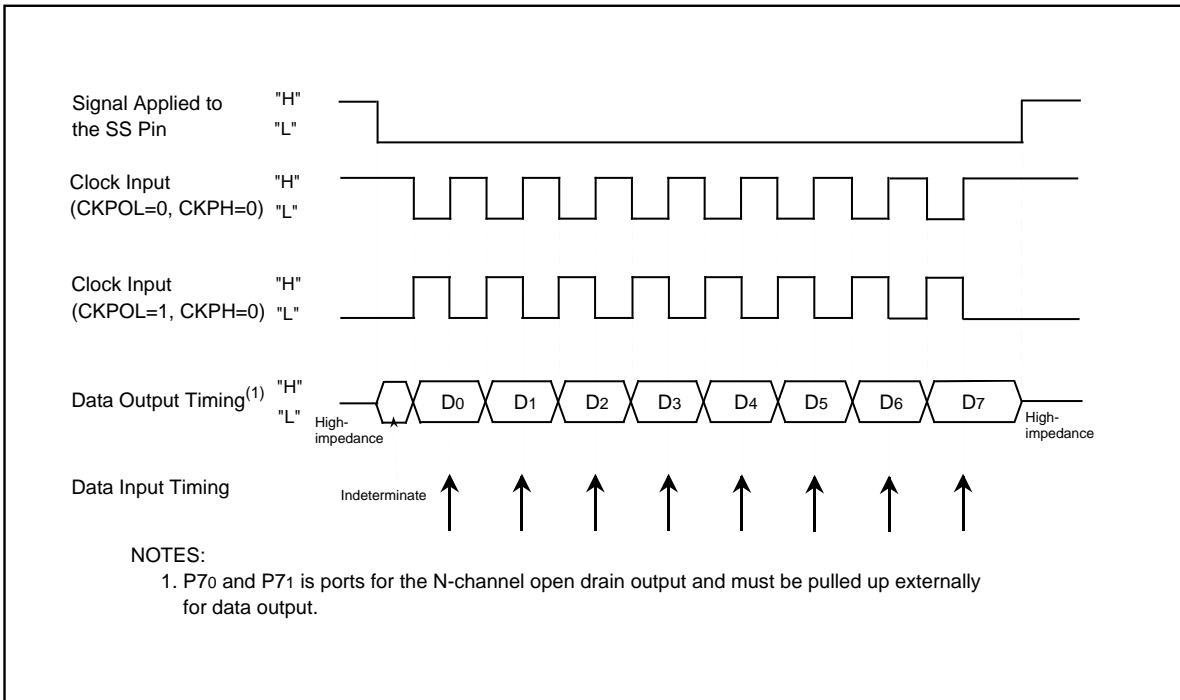 Signal Applied to
the SS Pin
"H"
"L"
Clock Input
(CKPOL=0, CKPH=0)
"H"
"L"
Clock Input
(CKPOL=1, CKPH=0)
"H"
"L"
Data Output Timing(1)
"H"
"L"
High-
impedance
D0 D1 D2 D3 D4 D5 D6 D7
High-
impedance
Data Input Timing
Indeterminate
NOTES:
1. P70 and P71 is ports for the N-channel open drain output and must be pulled up externally
for data output.